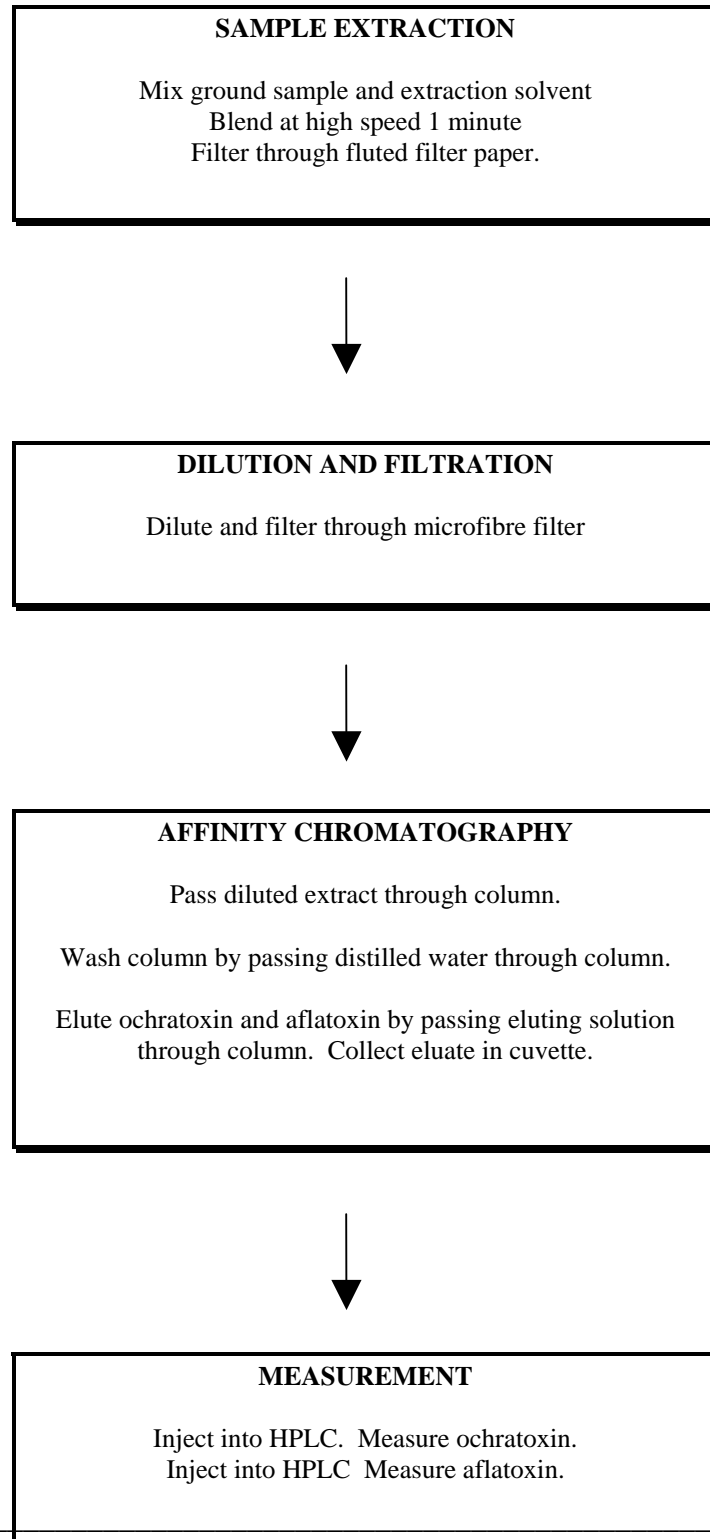 SAMPLE EXTRACTION
Mix ground sample and extraction solvent
Blend at high speed 1 minute
Filter through fluted filter paper.
DILUTION AND FILTRATION
Dilute and filter through microfibre filter
AFFINITY CHROMATOGRAPHY
Pass diluted extract through column.
Wash column by passing distilled water through column.
Elute ochratoxin and aflatoxin by passing eluting solution
through column.  Collect eluate in cuvette.
MEASUREMENT
Inject into HPLC.  Measure ochratoxin.
Inject into HPLC  Measure aflatoxin.